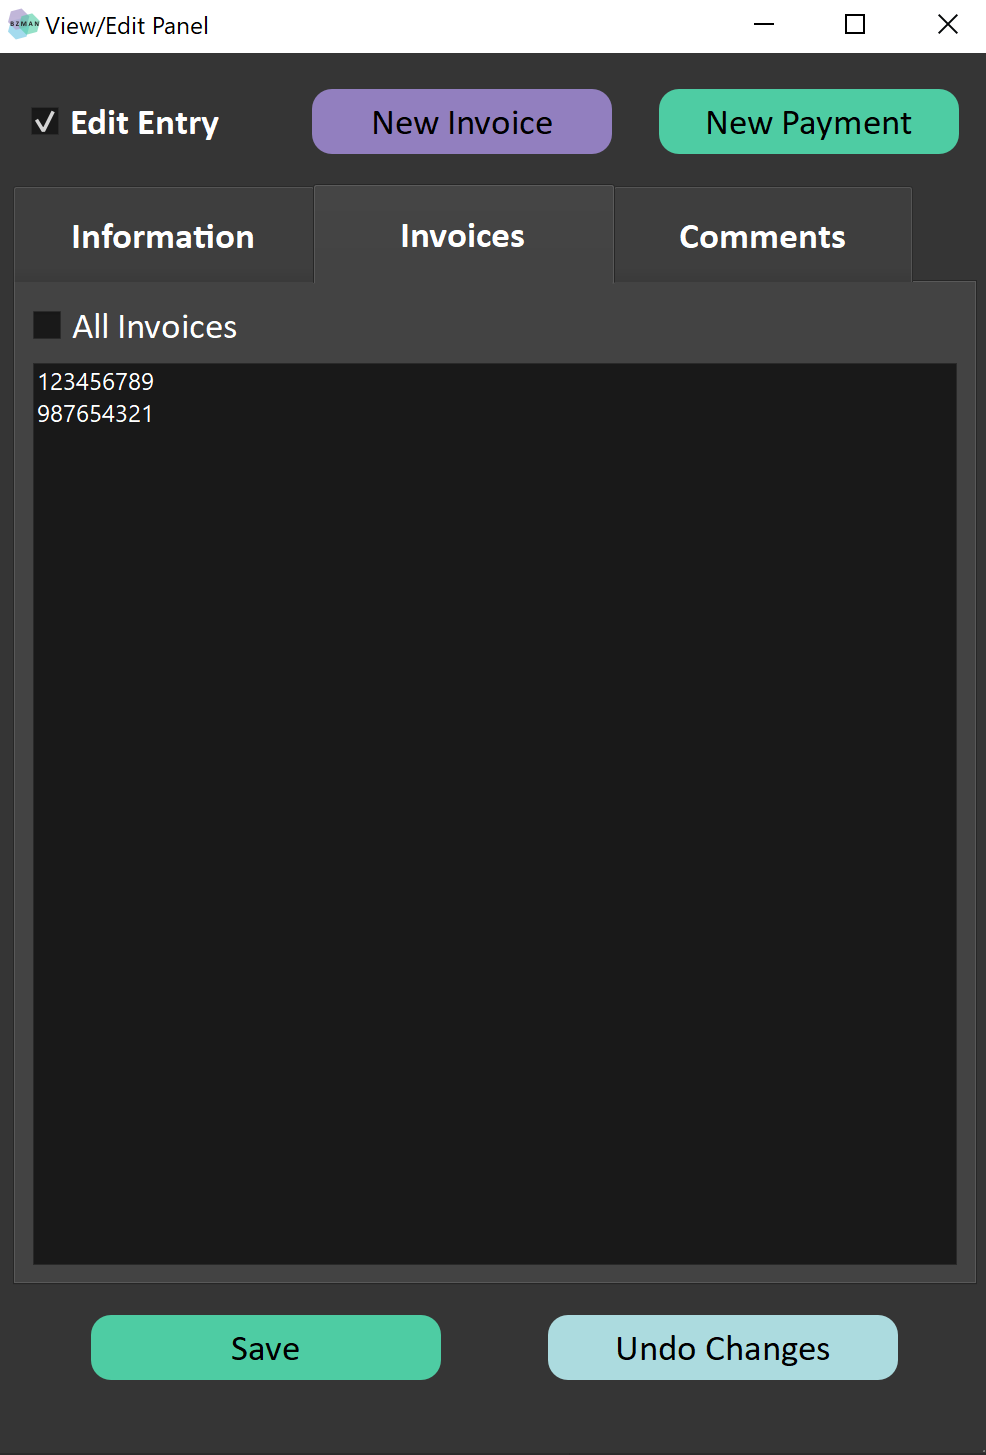 BZMAN View/Edit Panel
Edit Entry New Invoice New Payment
Information Invoices Comments
All Invoices
123456789
987654321
Save Undo Changes